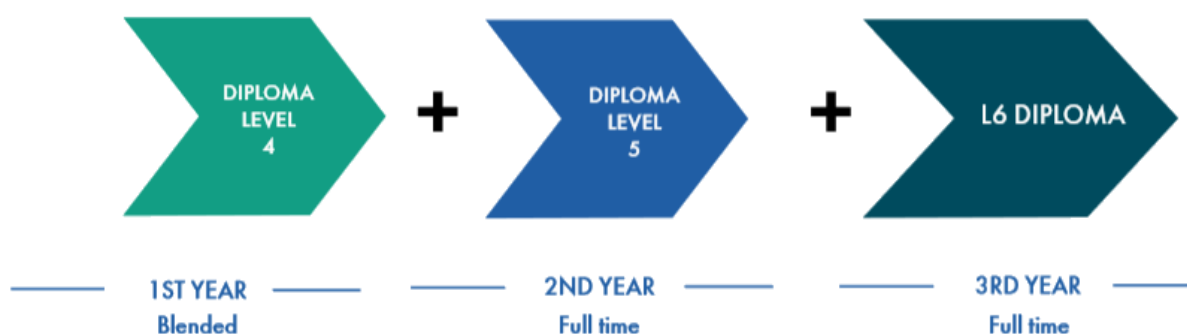 DIPLOMA
LEVEL
4
+
DIPLOMA
LEVEL
5
+
L6 DIPLOMA
1ST YEAR
Blended
2ND YEAR
Full time
3RD YEAR
Full time